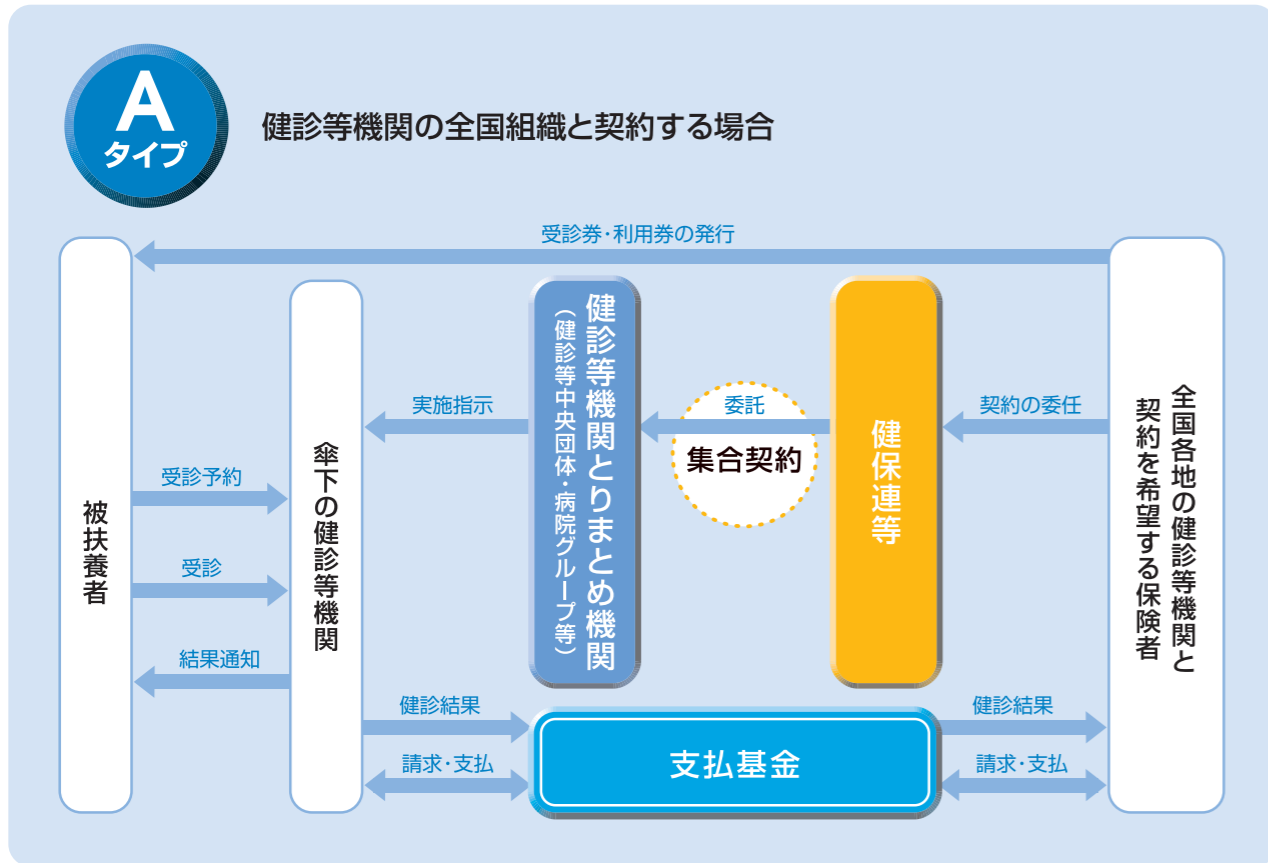 A
タイプ
健診等機関の全国組織と契約する場合
受診券・利用券の発行
被扶養者
受診予約
受診
結果通知
傘下の健診等機関
実施指示
健診等機関とりまとめ機関
（健診等中央団体・病院グループ等）
委託
集合契約
健保連等
契約の委任
全国各地の健診等機関と
契約を希望する保険者
健診結果
請求・支払
支払基金
健診結果
請求・支払